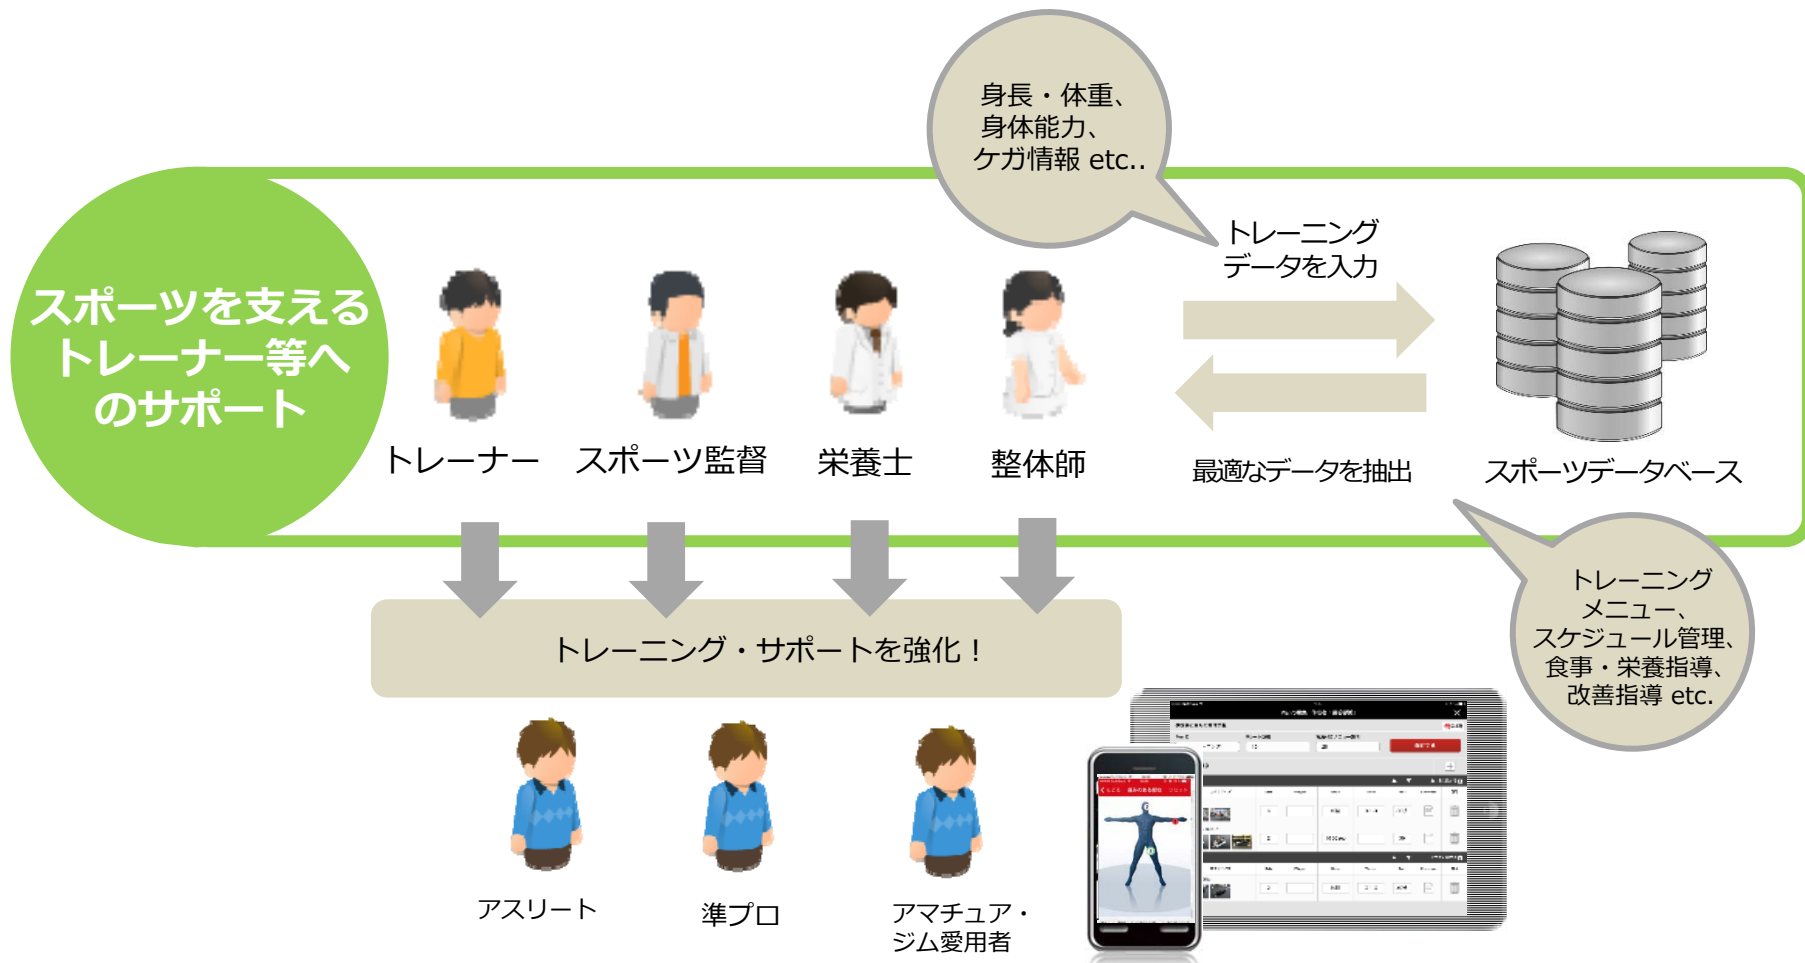 身長・体重、
身体能力、
ケガ情報 etc..
スポーツを支える
トレーナー等へ
のサポート
トレーニング
データを入力
トレーナー
スポーツ監督
栄養士
整体師
最適なデータを抽出
スポーツデータベース
トレーニング
メニュー、
スケジュール管理、
食事・栄養指導、
改善指導 etc.
トレーニング・サポートを強化！
アスリート
準プロ
アマチュア・
ジム愛用者